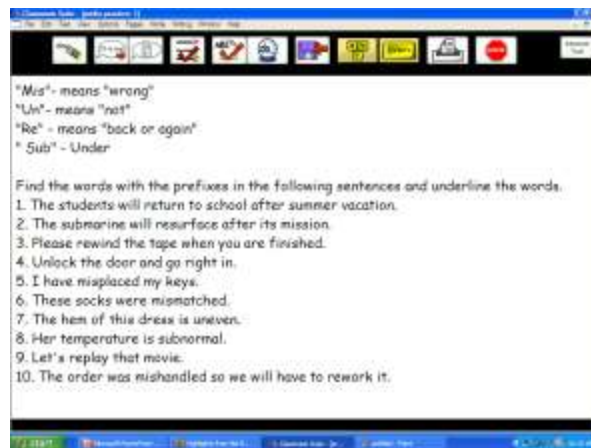 "Mis"- means "wrong"
"Un"- means "not"
"Re" - means "back or again"
" Sub" - Under
Find the words with the prefixes in the following sentences and underline the words.
1. The students will return to school after summer vacation.
2. The submarine will resurface after its mission.
3. Please rewind the tape when you are finished.
4. Unlock the door and go right in.
5. I have misplaced my keys.
6. These socks were mismatched.
7. The hem of this dress is uneven.
8. Her temperature is subnormal.
9. Let's replay that movie.
10. The order was mishandled so we will have to rework it.